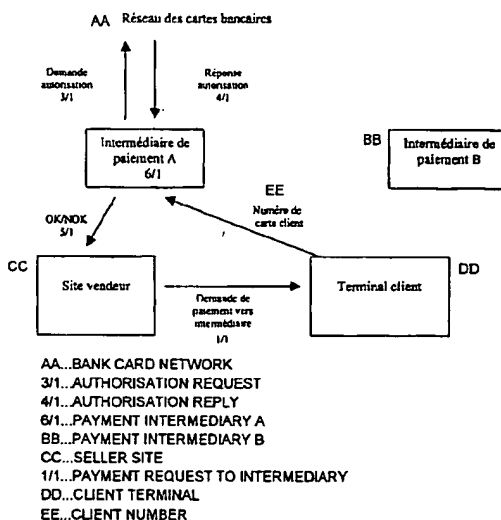 AA Réseau des cartes bancaires
Demande
autorisation
3/1
Réponse
autorisation
4/1
Intermédiaire de
paiement A
6/1
BB
Intermédiaire de
paiement B
EE
Numéro de
carte client
OK/NOK
5/1
CC
Site vendeur
Demande de
paiement vers
intermédiaire
1/1
Terminal client
DD
AA...BANK CARD NETWORK
3/1...AUTHORISATION REQUEST
4/1...AUTHORISATION REPLY
6/1...PAYMENT INTERMEDIARY A
BB...PAYMENT INTERMEDIARY B
CC...SELLER SITE
1/1...PAYMENT REQUEST TO INTERMEDIARY
DD...CLIENT TERMINAL
EE...CLIENT NUMBER